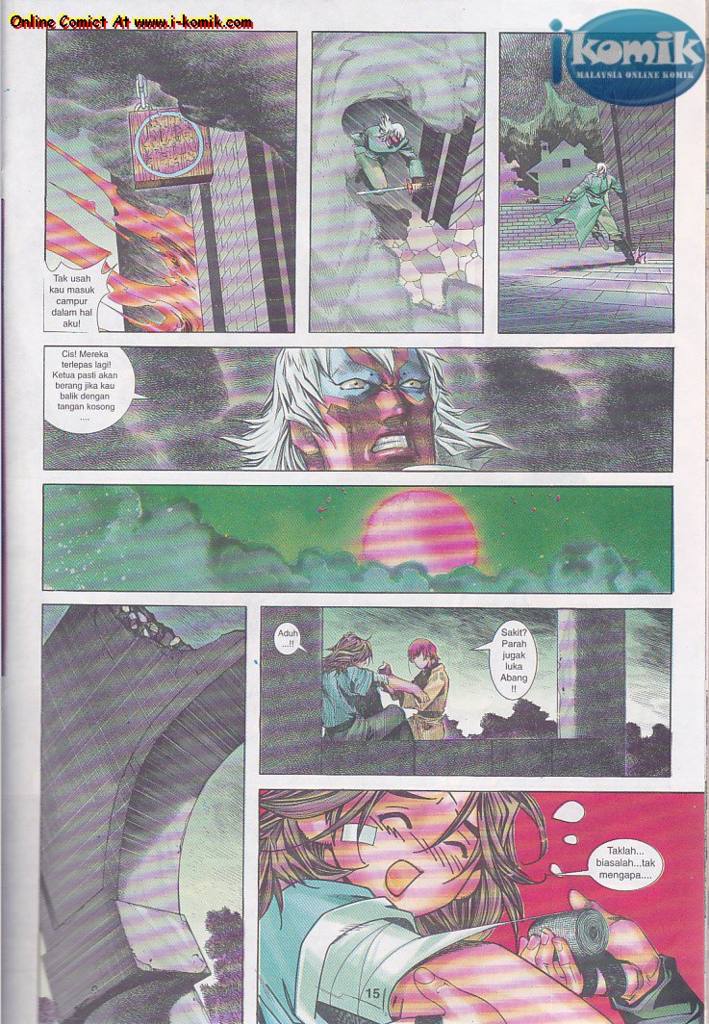 Online Comict At www.i-komik.com
ikomik
MALAYSIA ONLINE KOMIK
Tak usah
kau masuk
campur
dalam hal
aku!
Cis! Mereka
terlepas lagi!
Ketua pasti akan
berang jika kau
balik dengan
tangan kosong
....
Aduh
...!!
Sakit?
Parah
jugak
luka
Abang
!!
Taklah...
biasalah...tak
mengapa....
15